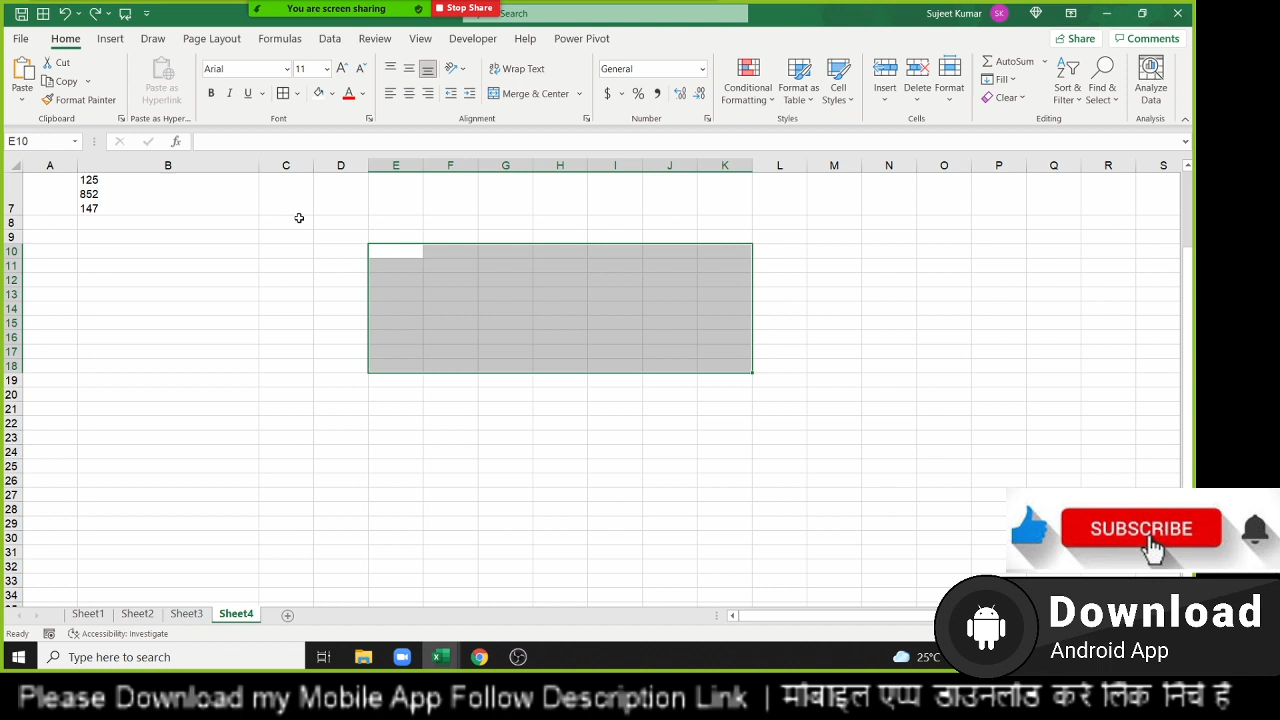 You are screen sharing
Stop Share
Search
Sujeet Kumar
SK
File Home Insert Draw Page Layout Formulas Data Review View Developer Help Power Pivot
Share
Comments
Paste
Cut
Copy
Format Painter
Clipboard
Paste as Hyperlink
Paste as Hyper...
Arial
11
B I U
Font
Wrap Text
Merge & Center
Alignment
General
$ % ,
Number
Conditional Formatting
Format as Table
Cell Styles
Styles
Insert
Delete
Format
Cells
AutoSum
Fill
Clear
Sort & Filter
Find & Select
Editing
Analyze Data
Analysis
E10
fx
A B C D E F G H I J K L M N O P Q R S
125
852
7 147
8
9
10
11
12
13
14
15
16
17
18
19
20
21
22
23
24
25
26
27
28
29
30
31
32
33
34
SUBSCRIBE
Sheet1 Sheet2 Sheet3 Sheet4
Ready
Accessibility: Investigate
Type here to search
25°C
Download
Android App
Please Download my Mobile App Follow Description Link | मोबाइल एप्प डाउनलोड करे लिंक निचे है